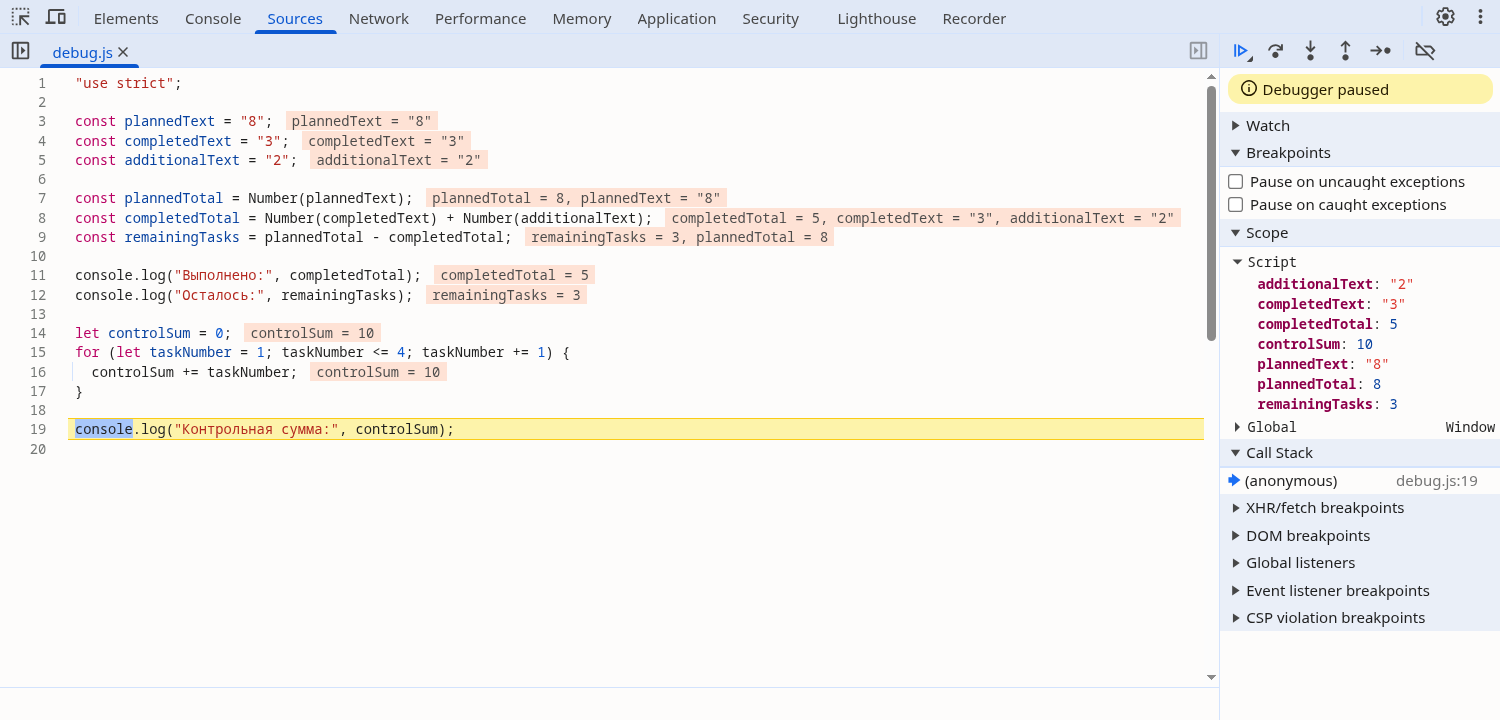 Elements Console Sources Network Performance Memory Application Security Lighthouse Recorder
debug.js
1 "use strict";
2
3 const plannedText = "8"; plannedText = "8"
4 const completedText = "3"; completedText = "3"
5 const additionalText = "2"; additionalText = "2"
6
7 const plannedTotal = Number(plannedText); plannedTotal = 8, plannedText = "8"
8 const completedTotal = Number(completedText) + Number(additionalText); completedTotal = 5, completedText = "3", additionalText = "2"
9 const remainingTasks = plannedTotal - completedTotal; remainingTasks = 3, plannedTotal = 8
10
11 console.log("Выполнено:", completedTotal); completedTotal = 5
12 console.log("Осталось:", remainingTasks); remainingTasks = 3
13
14 let controlSum = 0; controlSum = 10
15 for (let taskNumber = 1; taskNumber <= 4; taskNumber += 1) {
16 controlSum += taskNumber; controlSum = 10
17 }
18
19 console.log("Контрольная сумма:", controlSum);
20
Debugger paused
Watch
Breakpoints
Pause on uncaught exceptions
Pause on caught exceptions
Scope
Script
additionalText: "2"
completedText: "3"
completedTotal: 5
controlSum: 10
plannedText: "8"
plannedTotal: 8
remainingTasks: 3
Global Window
Call Stack
(anonymous) debug.js:19
XHR/fetch breakpoints
DOM breakpoints
Global listeners
Event listener breakpoints
CSP violation breakpoints